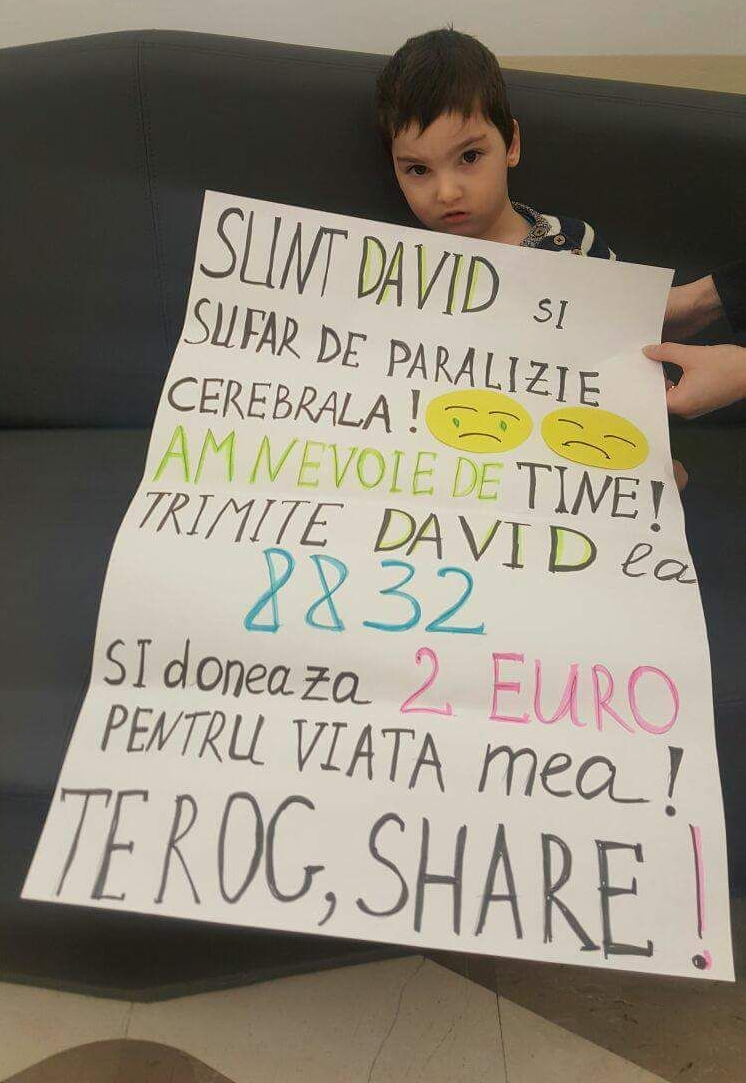 SUNT DAVID SI
SUFAR DE PARALIZIE
CEREBRALA!
AM NEVOIE DE TINE!
TRIMITE DAVID la
8832
SI doneaza 2 EURO
PENTRU VIATA mea!
TE ROG, SHARE!